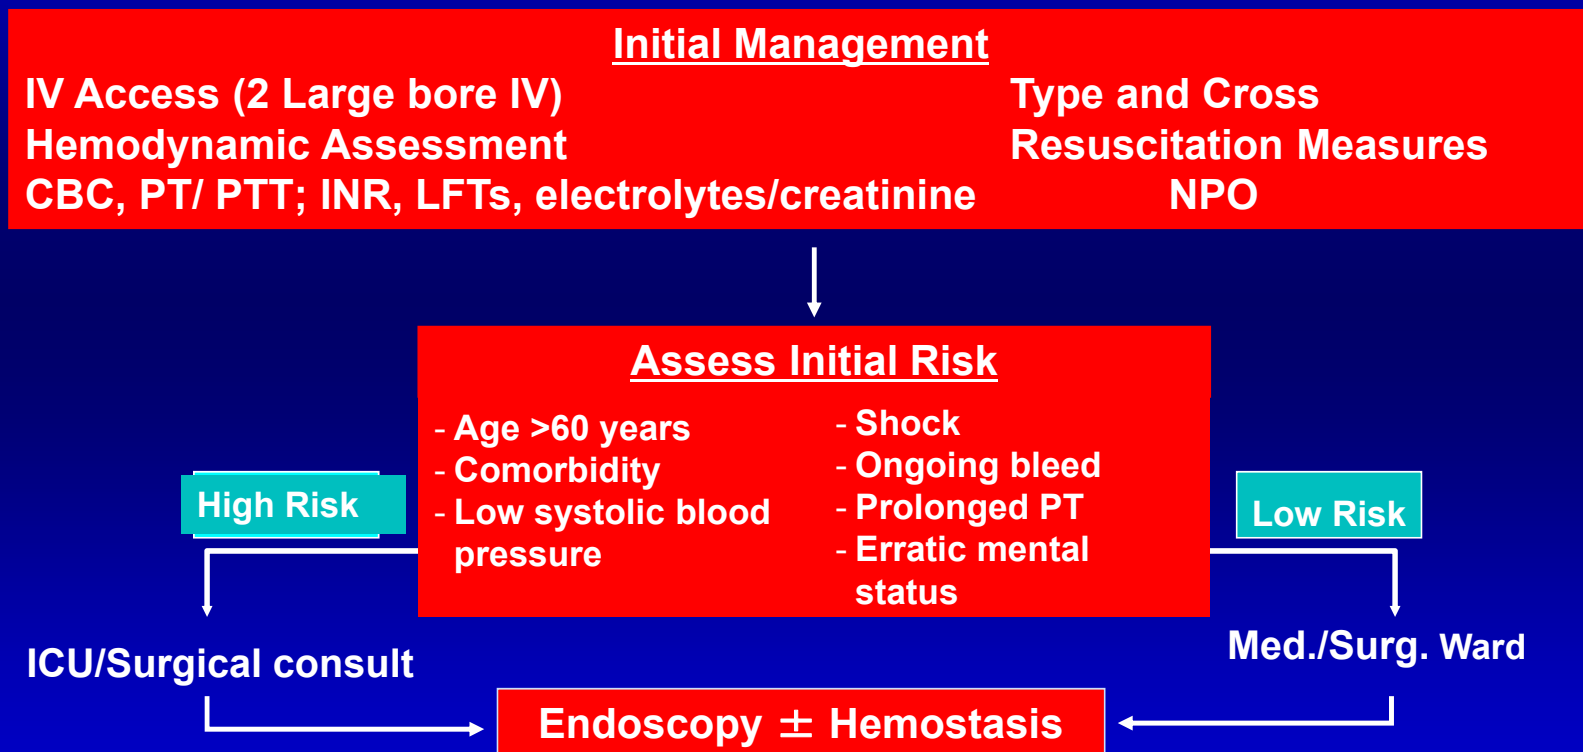 Initial Management
IV Access (2 Large bore IV)
Type and Cross
Hemodynamic Assessment
Resuscitation Measures
CBC, PT/ PTT; INR, LFTs, electrolytes/creatinine
NPO
Assess Initial Risk
- Age >60 years
- Comorbidity
- Low systolic blood
pressure
- Shock
- Ongoing bleed
- Prolonged PT
- Erratic mental
status
High Risk
Low Risk
ICU/Surgical consult
Med./Surg. Ward
Endoscopy ± Hemostasis